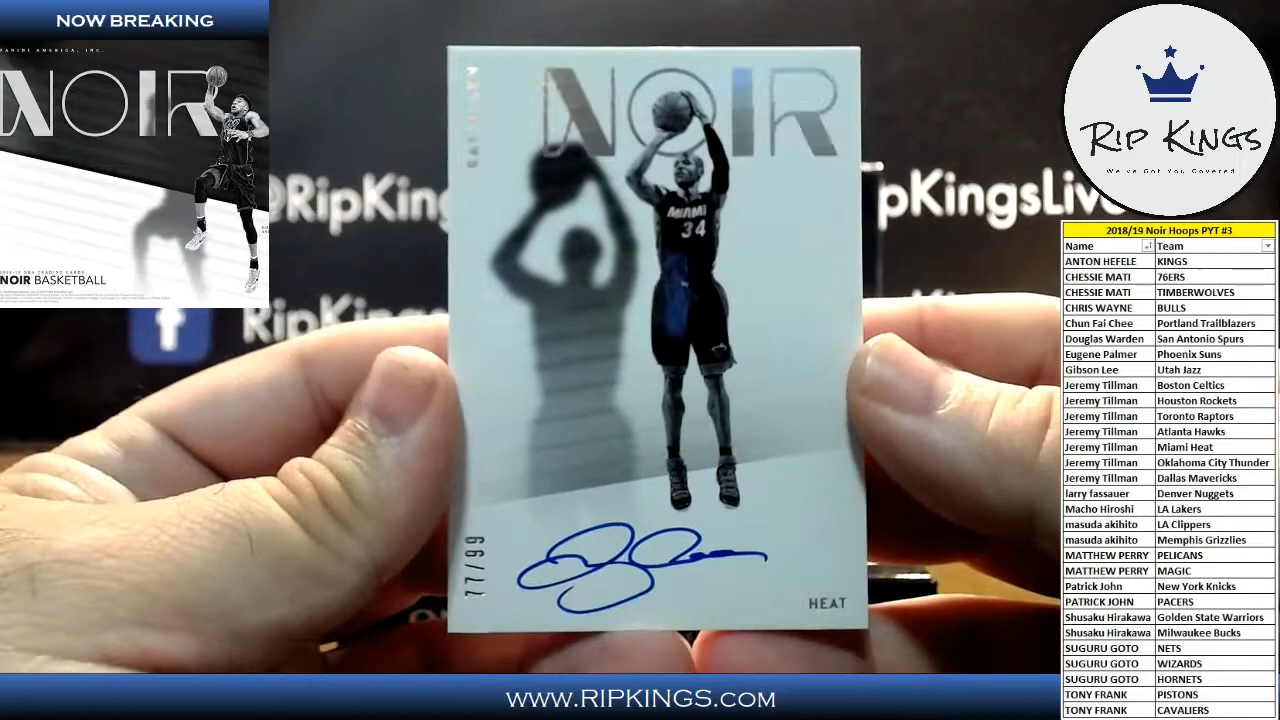 NOW BREAKING
PANINI AMERICA, INC.
NOIR
2018-19 NBA TRADING CARDS
NOIR BASKETBALL
NOIR
MIAMI
34
77/99
HEAT
@RipKing
pKingsLive
f
RipKings
Rip Kings
We've Got You Covered
2018/19 Noir Hoops PYT #3
Name Team
ANTON HEFELE KINGS
CHESSIE MATI 76ERS
CHESSIE MATI TIMBERWOLVES
CHRIS WAYNE BULLS
Chun Fai Chee Portland Trailblazers
Douglas Warden San Antonio Spurs
Eugene Palmer Phoenix Suns
Gibson Lee Utah Jazz
Jeremy Tillman Boston Celtics
Jeremy Tillman Houston Rockets
Jeremy Tillman Toronto Raptors
Jeremy Tillman Atlanta Hawks
Jeremy Tillman Miami Heat
Jeremy Tillman Oklahoma City Thunder
Jeremy Tillman Dallas Mavericks
larry fassauer Denver Nuggets
Macho Hiroshi LA Lakers
masuda akihito LA Clippers
masuda akihito Memphis Grizzlies
MATTHEW PERRY PELICANS
MATTHEW PERRY MAGIC
Patrick John New York Knicks
PATRICK JOHN PACERS
Shusaku Hirakawa Golden State Warriors
Shusaku Hirakawa Milwaukee Bucks
SUGURU GOTO NETS
SUGURU GOTO WIZARDS
SUGURU GOTO HORNETS
TONY FRANK PISTONS
TONY FRANK CAVALIERS
WWW.RIPKINGS.COM